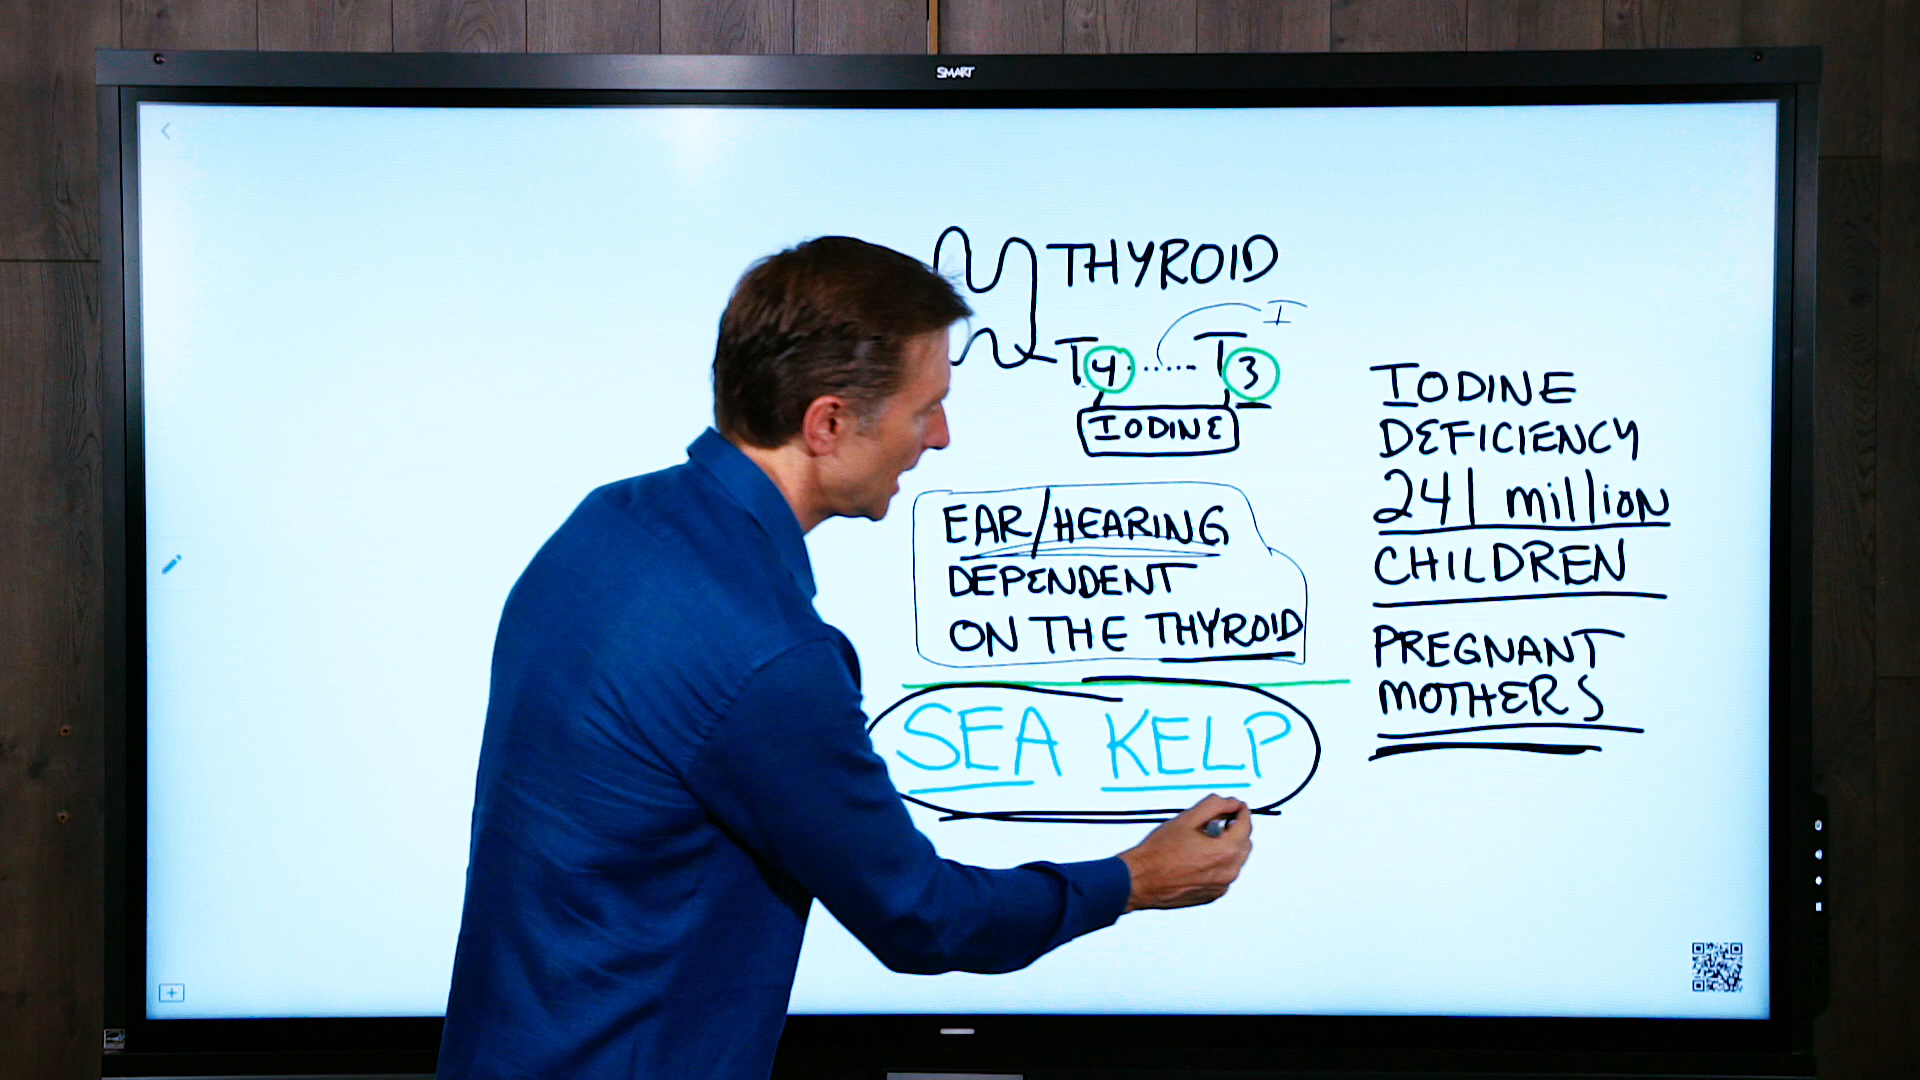 SMART
THYROID
I
T4 ..... T3
IODINE
EAR/HEARING
DEPENDENT
ON THE THYROID
SEA KELP
IODINE
DEFICIENCY
241 million
CHILDREN
PREGNANT
MOTHERS